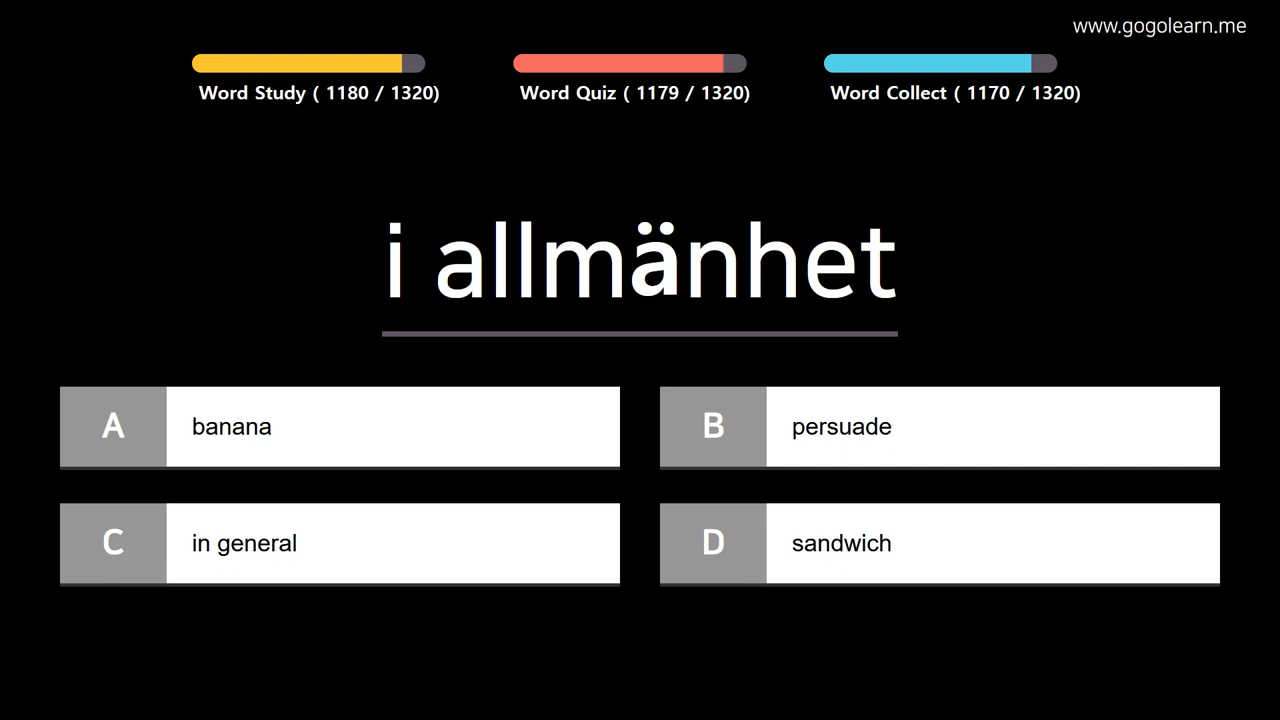 www.gogolearn.me
Word Study ( 1180 / 1320)
Word Quiz ( 1179 / 1320)
Word Collect ( 1170 / 1320)
i allmänhet
A banana
B persuade
C in general
D sandwich